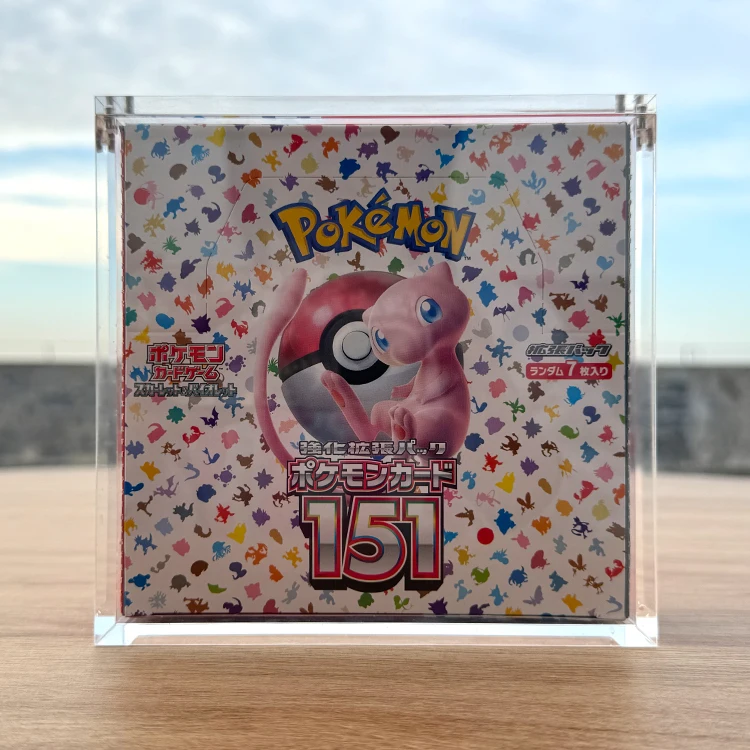 POKéMON
ポケモン
カードゲーム
スカーレット&バイオレット
拡張パック
ランダム7枚入り
強化拡張パック
ポケモンカード
151